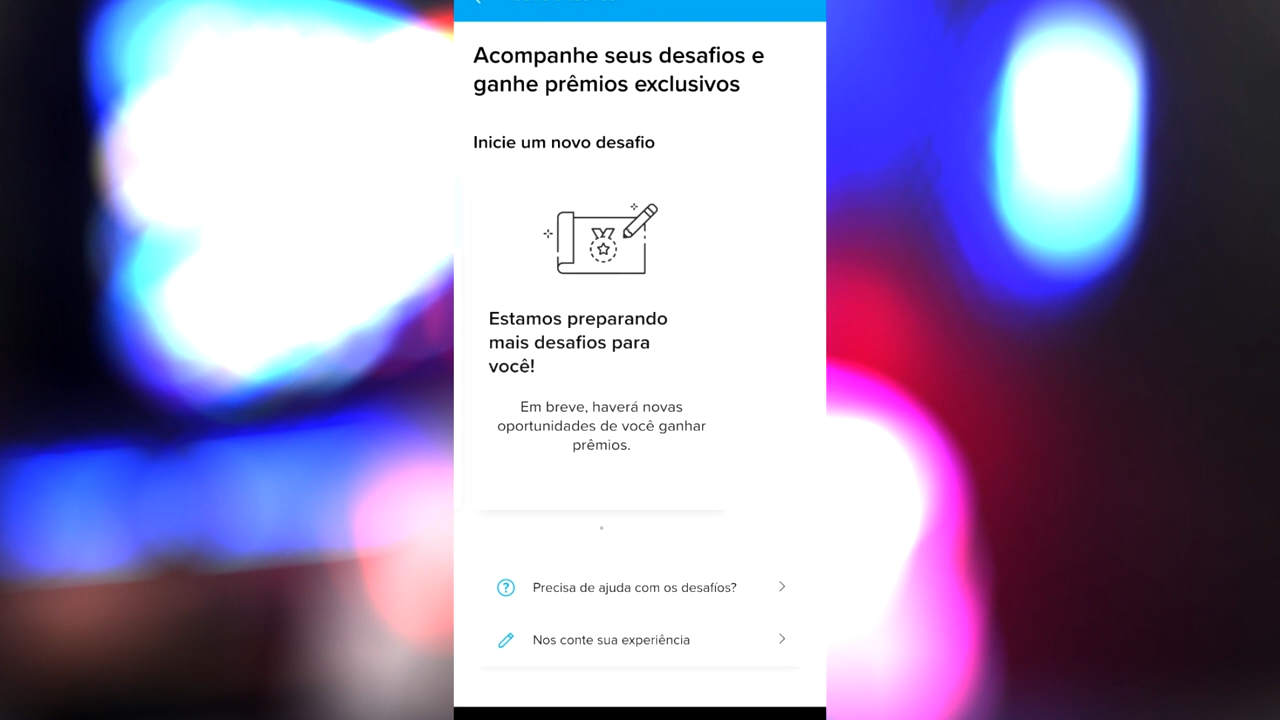 Acompanhe seus desafios e
ganhe prêmios exclusivos
Inicie um novo desafio
Estamos preparando
mais desafios para
você!
Em breve, haverá novas
oportunidades de você ganhar
prêmios.
Precisa de ajuda com os desafíos?
Nos conte sua experiência